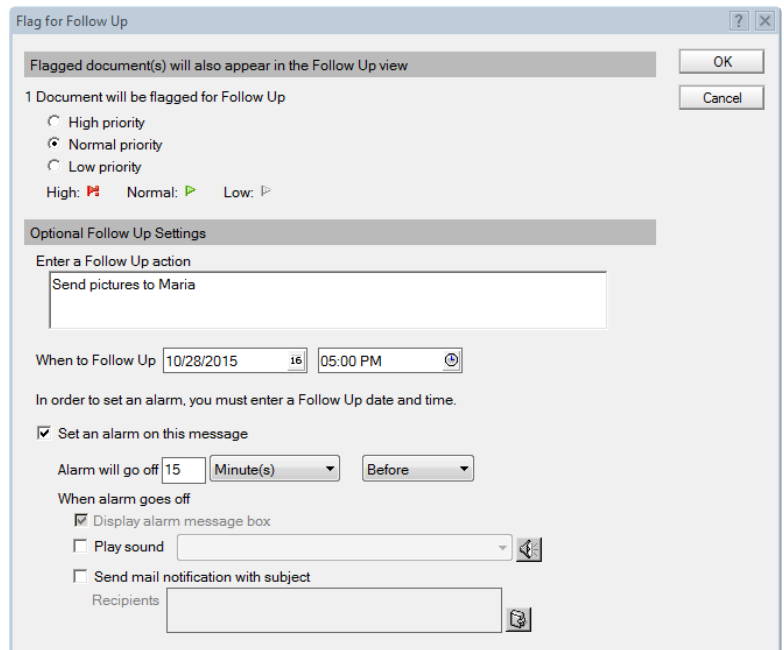 Flag for Follow Up
Flagged document(s) will also appear in the Follow Up view
OK
1 Document will be flagged for Follow Up
Cancel
High priority
Normal priority
Low priority
High: Normal: Low:
Optional Follow Up Settings
Enter a Follow Up action
Send pictures to Maria
When to Follow Up 10/28/2015 16 05:00 PM
In order to set an alarm, you must enter a Follow Up date and time.
Set an alarm on this message
Alarm will go off 15 Minute(s) Before
When alarm goes off
Display alarm message box
Play sound
Send mail notification with subject
Recipients